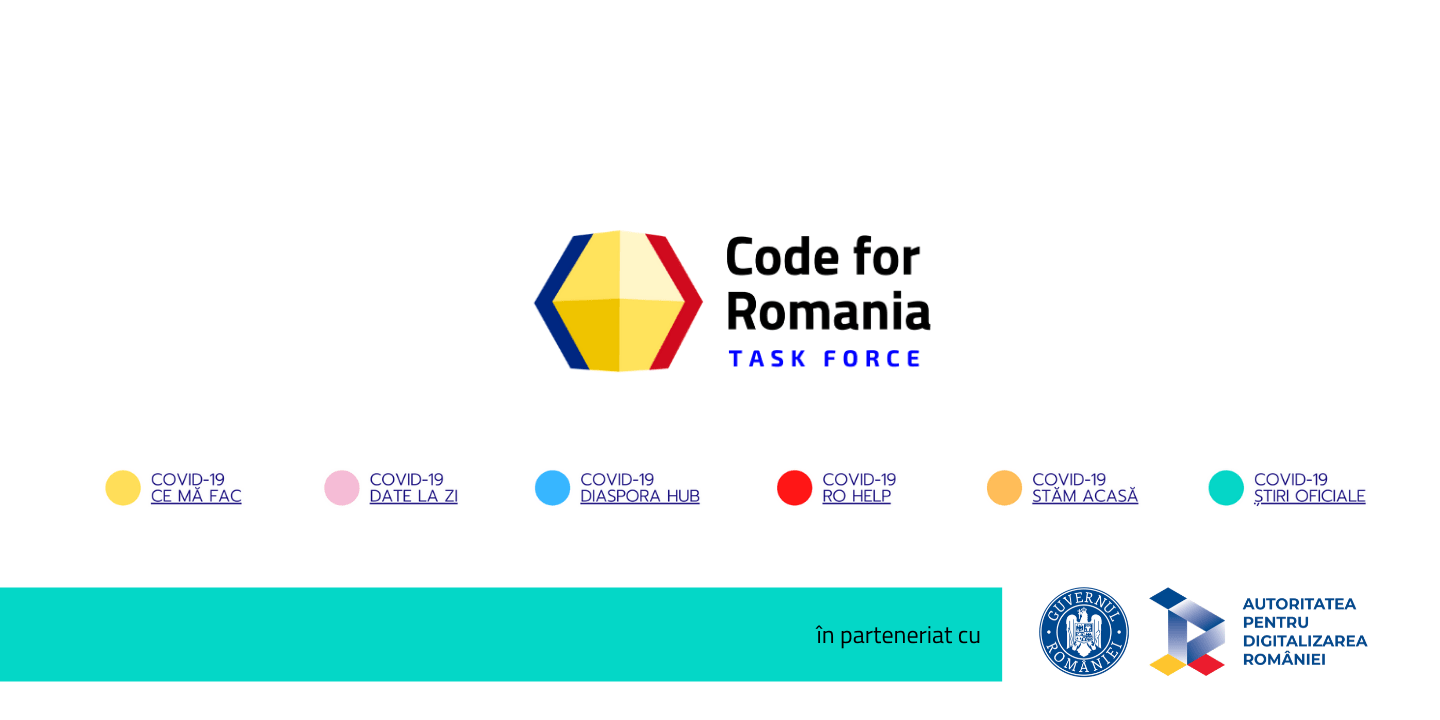 Code for
Romania
TASK FORCE
COVID-19
CE MĂ FAC
COVID-19
DATE LA ZI
COVID-19
DIASPORA HUB
COVID-19
RO HELP
COVID-19
STĂM ACASĂ
COVID-19
ȘTIRI OFICIALE
în parteneriat cu
GUVERNUL
ROMÂNIEI
AUTORITATEA
PENTRU
DIGITALIZAREA
ROMÂNIEI